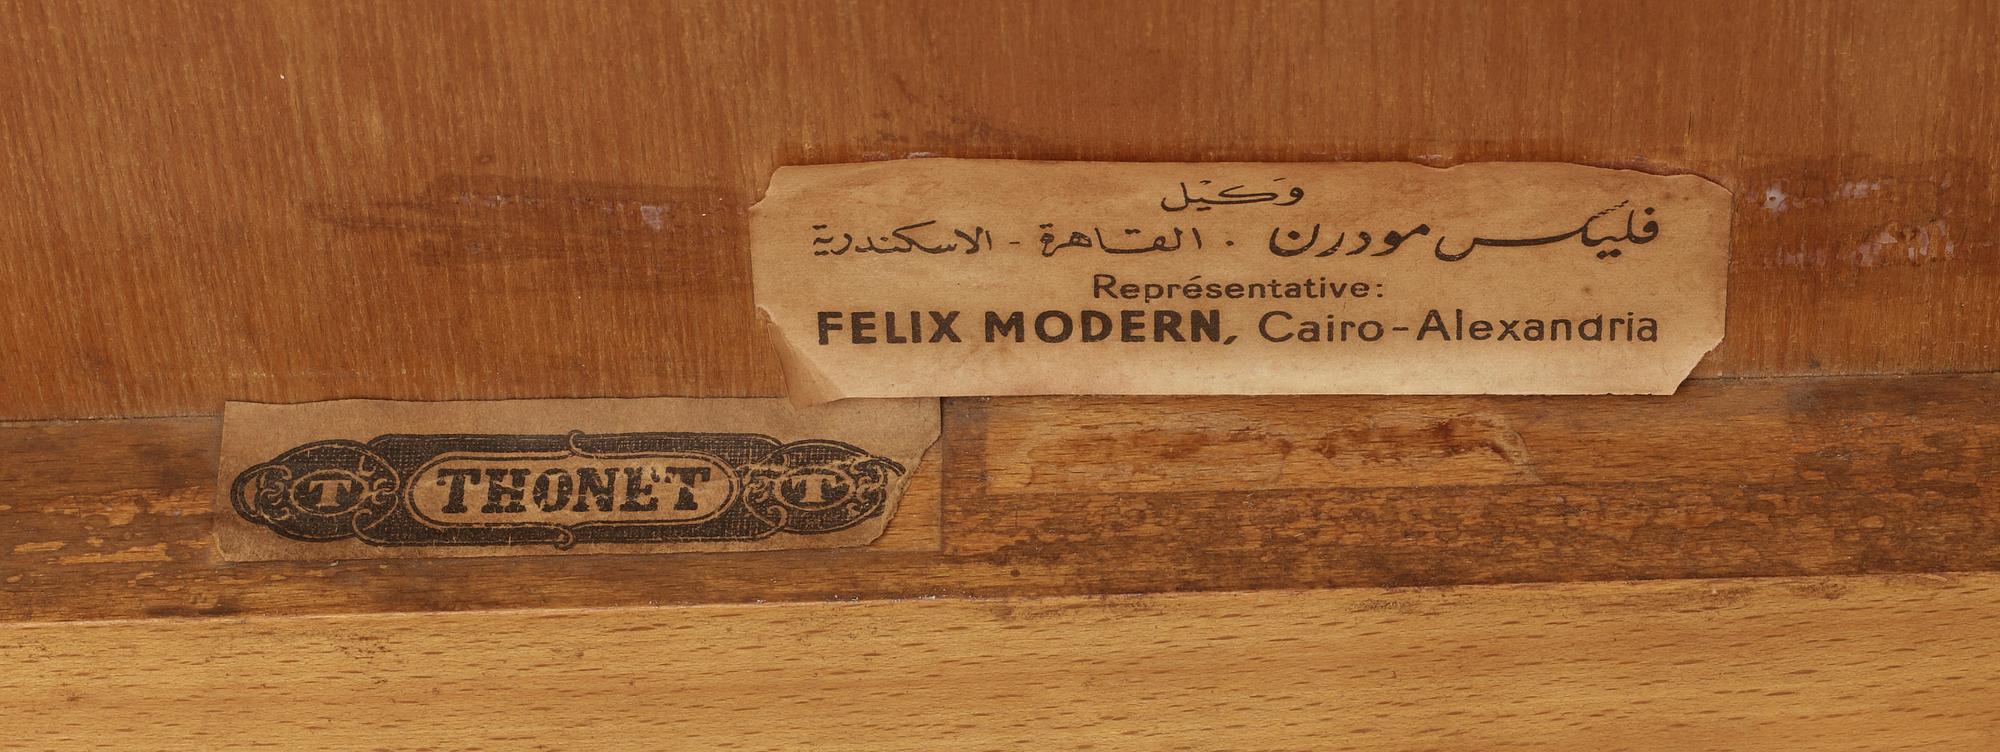 وكيل
فليكس مودرن · القاهرة - الاسكندرية
Représentative:
FELIX MODERN, Cairo-Alexandria
T THONET T